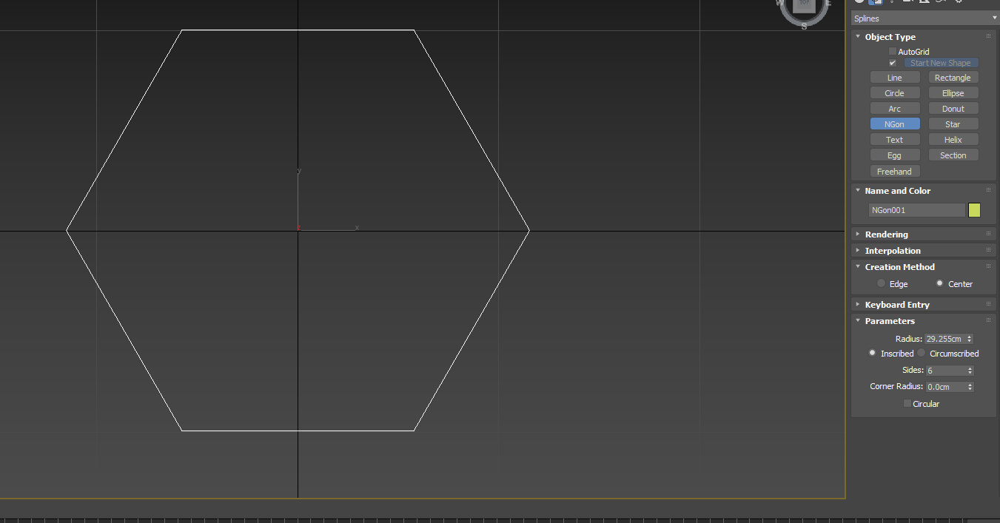 W TOP E
S
y
x
Splines
Object Type
AutoGrid
Start New Shape
Line Rectangle
Circle Ellipse
Arc Donut
NGon Star
Text Helix
Egg Section
Freehand
Name and Color
NGon001
Rendering
Interpolation
Creation Method
Edge Center
Keyboard Entry
Parameters
Radius: 29.255cm
Inscribed Circumscribed
Sides: 6
Corner Radius: 0.0cm
Circular